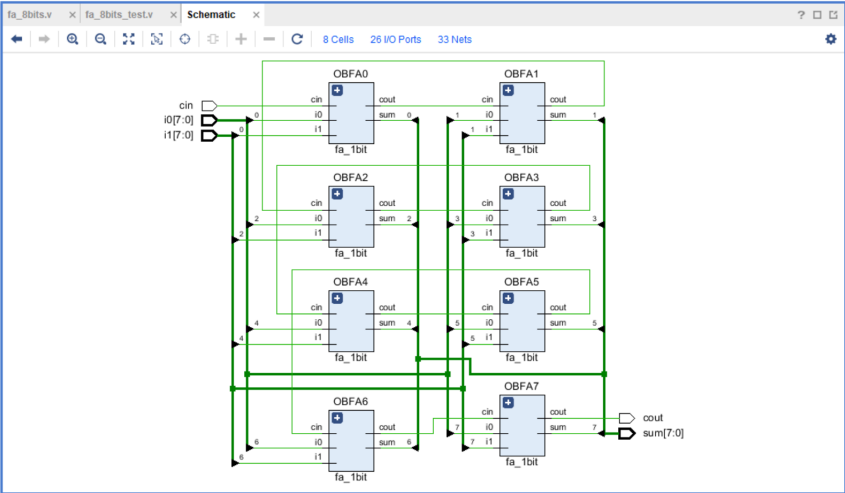 fa_8bits.v × fa_8bits_test.v × Schematic ×
8 Cells 26 I/O Ports 33 Nets
OBFA0 OBFA1
cin cin cout cin cout
i0[7:0] 0 i0 sum 0 1 i0 sum 1
i1[7:0] 0 i1 1 i1
fa_1bit fa_1bit
OBFA2 OBFA3
cin cout cin cout
2 i0 sum 2 3 i0 sum 3
2 i1 3 i1
fa_1bit fa_1bit
OBFA4 OBFA5
cin cout cin cout
4 i0 sum 4 5 i0 sum 5
4 i1 5 i1
fa_1bit fa_1bit
OBFA6 OBFA7
cin cout cin cout cout
6 i0 sum 6 7 i0 sum 7 sum[7:0]
6 i1 7 i1
fa_1bit fa_1bit